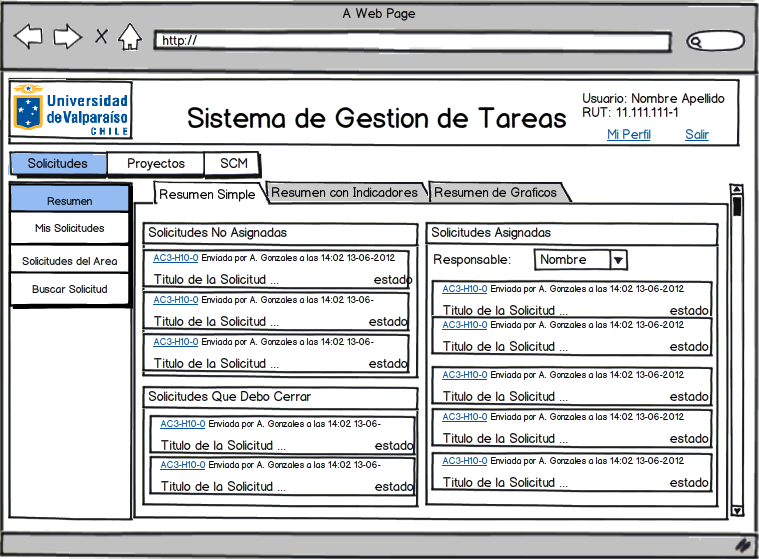 A Web Page
http://
Universidad
de Valparaíso
CHILE
Sistema de Gestion de Tareas
Usuario: Nombre Apellido
RUT: 11.111.111-1
Mi Perfil Salir
Solicitudes Proyectos SCM
Resumen
Mis Solicitudes
Solicitudes del Area
Buscar Solicitud
Resumen Simple Resumen con Indicadores Resumen de Graficos
Solicitudes No Asignadas
AC3-H10-0 Enviada por A. Gonzales a las 14:02 13-06-2012
Titulo de la Solicitud ... estado
AC3-H10-0 Enviada por A. Gonzales a las 14:02 13-06-
Titulo de la Solicitud ... estado
AC3-H10-0 Enviada por A. Gonzales a las 14:02 13-06-
Titulo de la Solicitud ... estado
Solicitudes Que Debo Cerrar
AC3-H10-0 Enviada por A. Gonzales a las 14:02 13-06-
Titulo de la Solicitud ... estado
AC3-H10-0 Enviada por A. Gonzales a las 14:02 13-06-
Titulo de la Solicitud ... estado
Solicitudes Asignadas
Responsable: Nombre
AC3-H10-0 Enviada por A. Gonzales a las 14:02 13-06-2012
Titulo de la Solicitud ... estado
AC3-H10-0 Enviada por A. Gonzales a las 14:02 13-06-2012
Titulo de la Solicitud ... estado
AC3-H10-0 Enviada por A. Gonzales a las 14:02 13-06-2012
Titulo de la Solicitud ... estado
AC3-H10-0 Enviada por A. Gonzales a las 14:02 13-06-2012
Titulo de la Solicitud ... estado
AC3-H10-0 Enviada por A. Gonzales a las 14:02 13-06-2012
Titulo de la Solicitud ... estado